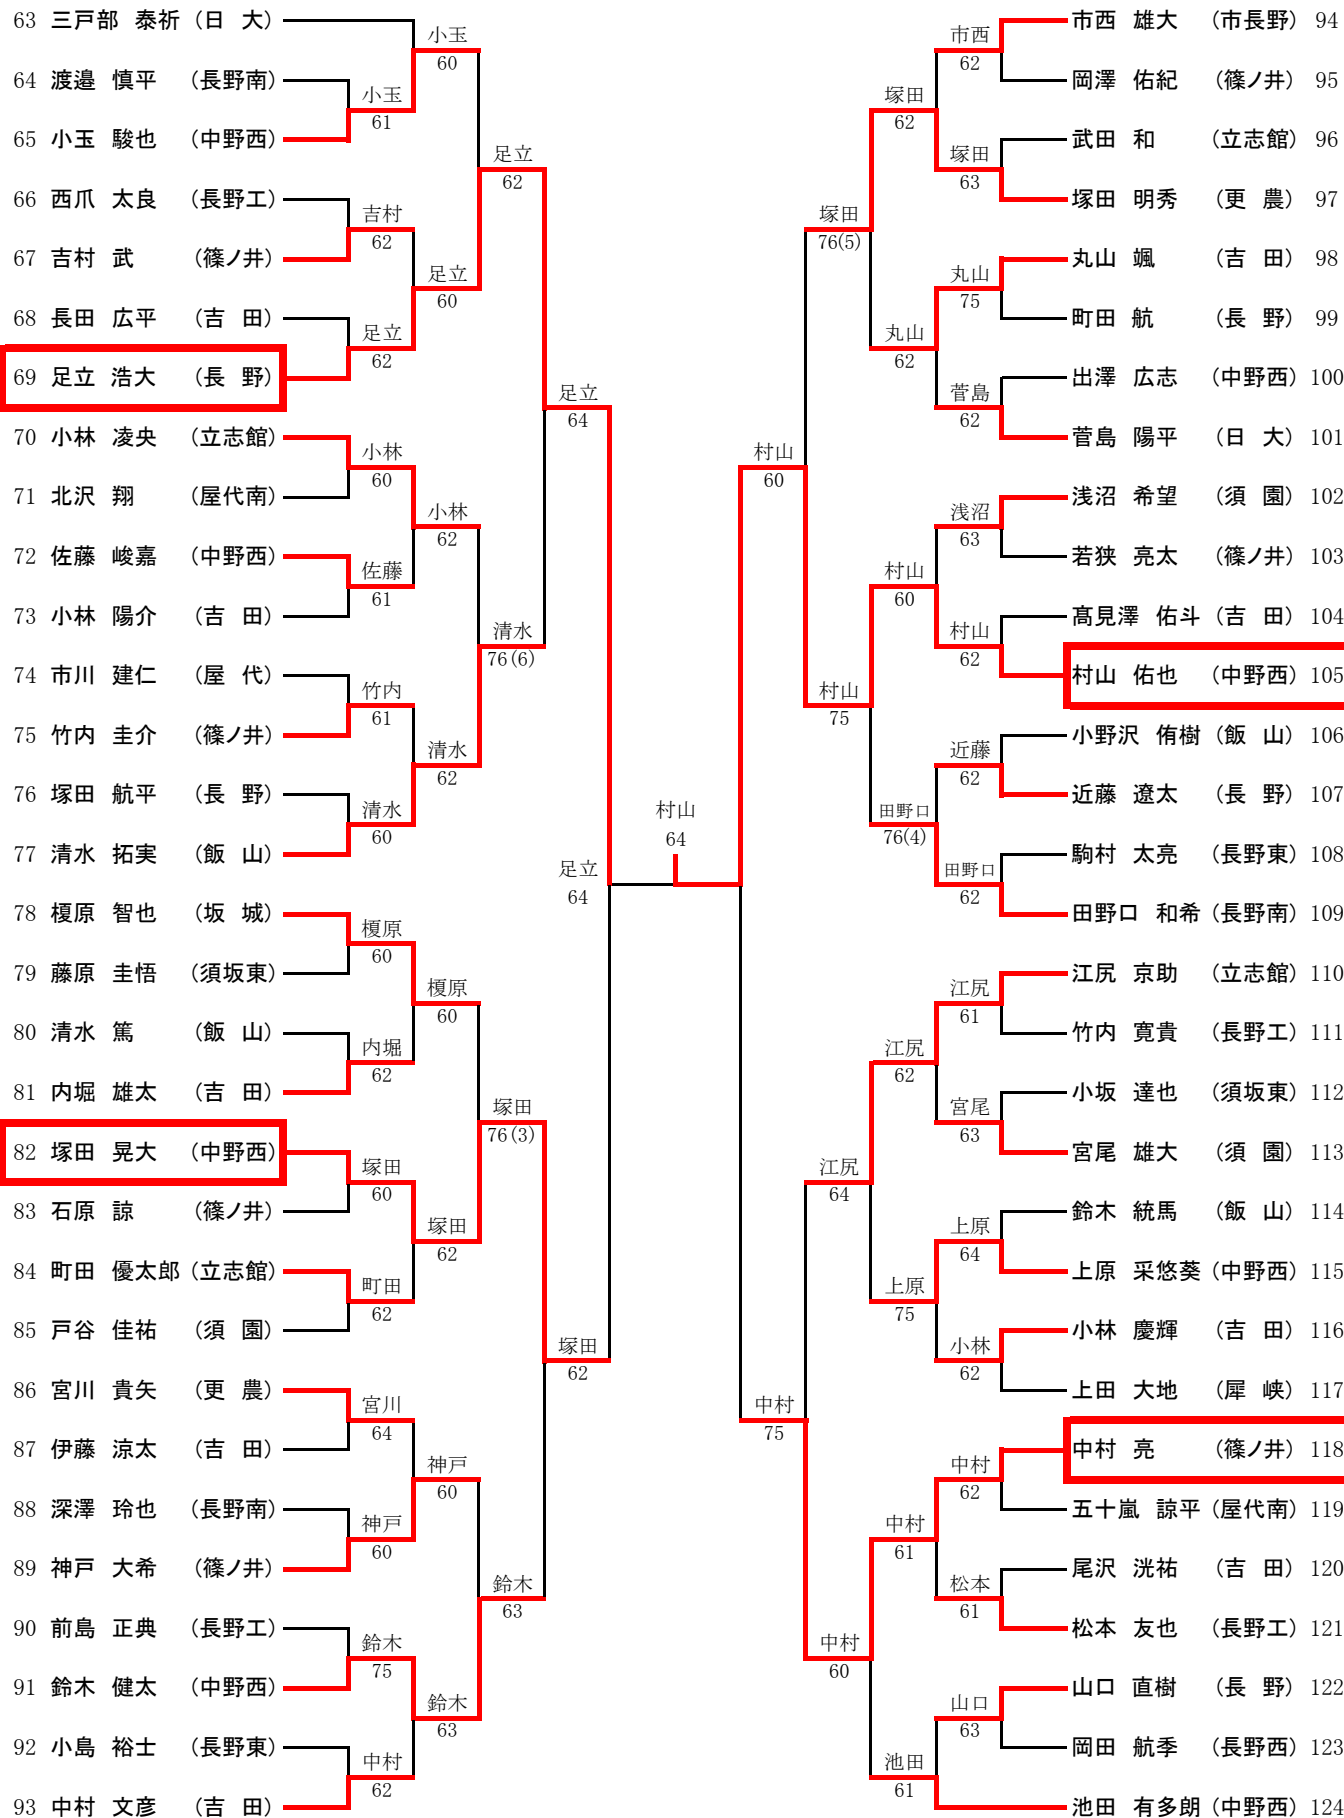 63 三戸部 泰祈 (日 大)
64 渡邉 慎平 (長野南)
65 小玉 駿也 (中野西)
66 西爪 太良 (長野工)
67 吉村 武 (篠ノ井)
68 長田 広平 (吉 田)
69 足立 浩大 (長 野)
70 小林 凌央 (立志館)
71 北沢 翔 (屋代南)
72 佐藤 峻嘉 (中野西)
73 小林 陽介 (吉 田)
74 市川 建仁 (屋 代)
75 竹内 圭介 (篠ノ井)
76 塚田 航平 (長 野)
77 清水 拓実 (飯 山)
78 榎原 智也 (坂 城)
79 藤原 圭悟 (須坂東)
80 清水 篤 (飯 山)
81 内堀 雄太 (吉 田)
82 塚田 晃大 (中野西)
83 石原 諒 (篠ノ井)
84 町田 優太郎 (立志館)
85 戸谷 佳祐 (須 園)
86 宮川 貴矢 (更 農)
87 伊藤 涼太 (吉 田)
88 深澤 玲也 (長野南)
89 神戸 大希 (篠ノ井)
90 前島 正典 (長野工)
91 鈴木 健太 (中野西)
92 小島 裕士 (長野東)
93 中村 文彦 (吉 田)
小玉
61
吉村
62
足立
62
小林
60
佐藤
61
竹内
61
清水
60
榎原
60
内堀
62
塚田
60
町田
62
宮川
64
神戸
60
鈴木
75
中村
62
小玉
60
足立
60
小林
62
清水
62
榎原
60
塚田
62
神戸
60
鈴木
63
足立
62
清水
76(6)
塚田
76(3)
鈴木
63
足立
64
塚田
62
足立
64
村山
64
村山
60
中村
75
塚田
76(5)
村山
75
江尻
64
中村
60
塚田
62
丸山
62
村山
60
田野口
76(4)
江尻
62
上原
75
中村
61
池田
61
市西
62
塚田
63
丸山
75
菅島
62
浅沼
63
村山
62
近藤
62
田野口
62
江尻
61
宮尾
63
上原
64
小林
62
中村
62
松本
61
山口
63
市西 雄大 (市長野) 94
岡澤 佑紀 (篠ノ井) 95
武田 和 (立志館) 96
塚田 明秀 (更 農) 97
丸山 颯 (吉 田) 98
町田 航 (長 野) 99
出澤 広志 (中野西) 100
菅島 陽平 (日 大) 101
浅沼 希望 (須 園) 102
若狭 亮太 (篠ノ井) 103
髙見澤 佑斗 (吉 田) 104
村山 佑也 (中野西) 105
小野沢 侑樹 (飯 山) 106
近藤 遼太 (長 野) 107
駒村 太亮 (長野東) 108
田野口 和希 (長野南) 109
江尻 京助 (立志館) 110
竹内 寛貴 (長野工) 111
小坂 達也 (須坂東) 112
宮尾 雄大 (須 園) 113
鈴木 統馬 (飯 山) 114
上原 采悠葵 (中野西) 115
小林 慶輝 (吉 田) 116
上田 大地 (犀 峡) 117
中村 亮 (篠ノ井) 118
五十嵐 諒平 (屋代南) 119
尾沢 洸祐 (吉 田) 120
松本 友也 (長野工) 121
山口 直樹 (長 野) 122
岡田 航季 (長野西) 123
池田 有多朗 (中野西) 124